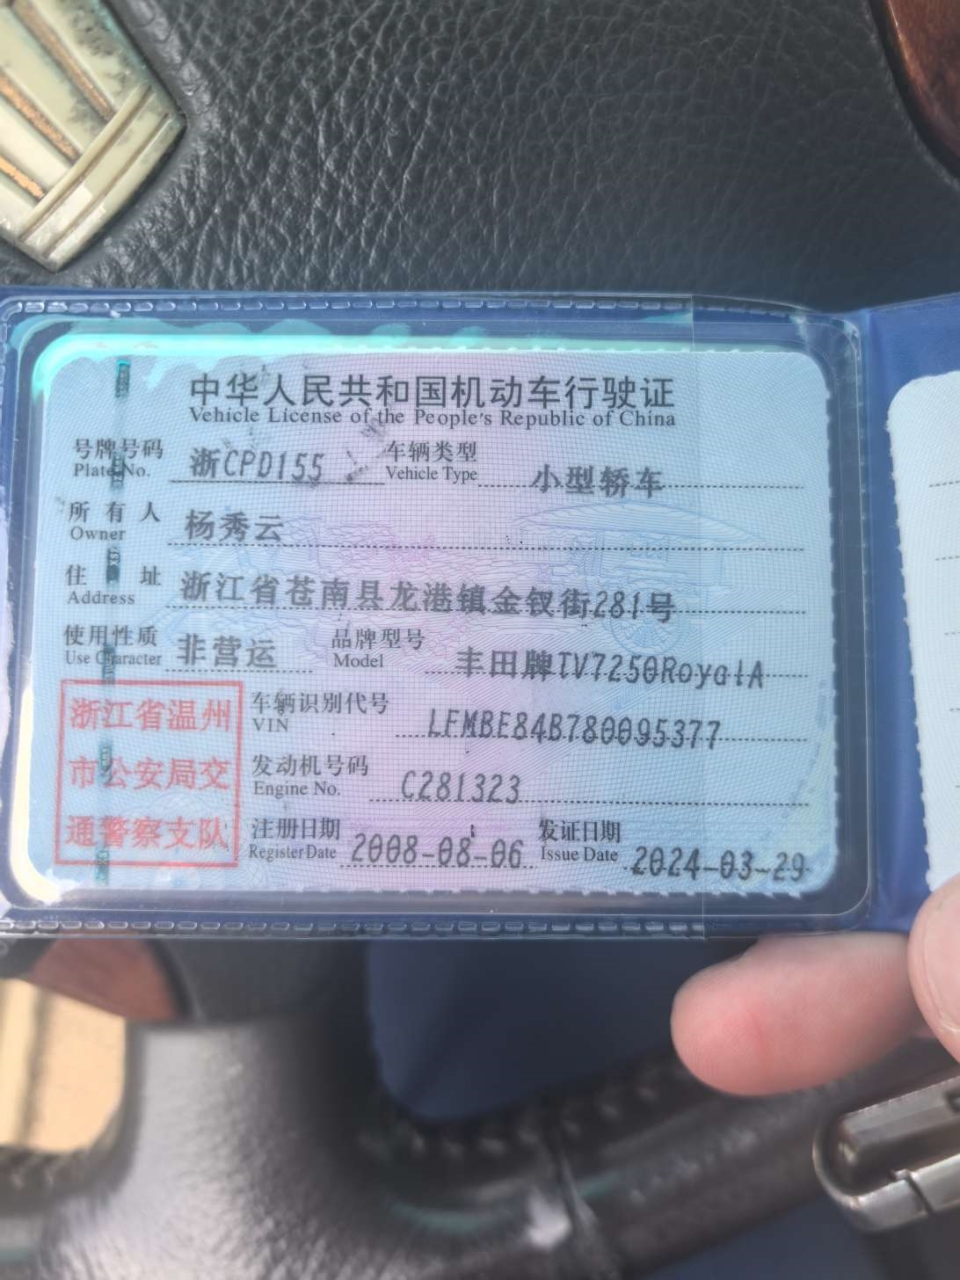 中华人民共和国机动车行驶证
Vehicle License of the People's Republic of China
号牌号码 浙CPD155 车辆类型 小型轿车
Plate No. Vehicle Type
所有人 杨秀云
Owner
住址 浙江省苍南县龙港镇金钗街281号
Address
使用性质 非营运 品牌型号 丰田牌TV7250RoyalA
Use Character Model
浙江省温州
市公安局交
通警察支队
车辆识别代号 LFMBE84B780095377
VIN
发动机号码 C281323
Engine No.
注册日期 2008-08-06 发证日期 2024-03-29
Register Date Issue Date